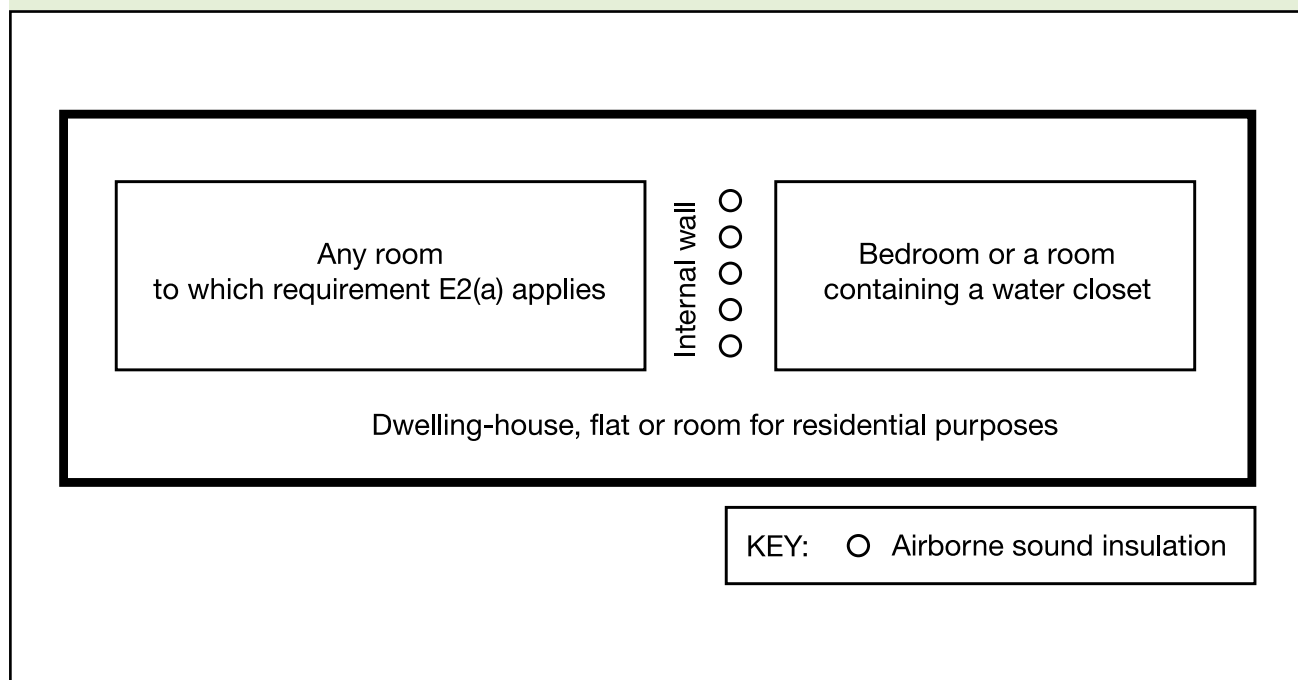 Any room
to which requirement E2(a) applies
Internal wall
Bedroom or a room
containing a water closet
Dwelling-house, flat or room for residential purposes
KEY: Airborne sound insulation